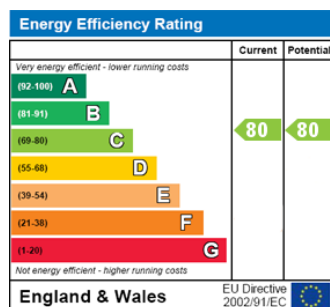 Energy Efficiency Rating
Current Potential
Very energy efficient - lower running costs
(92-100) A
(81-91) B
(69-80) C
(55-68) D
(39-54) E
(21-38) F
(1-20) G
80 80
Not energy efficient - higher running costs
England & Wales
EU Directive
2002/91/EC